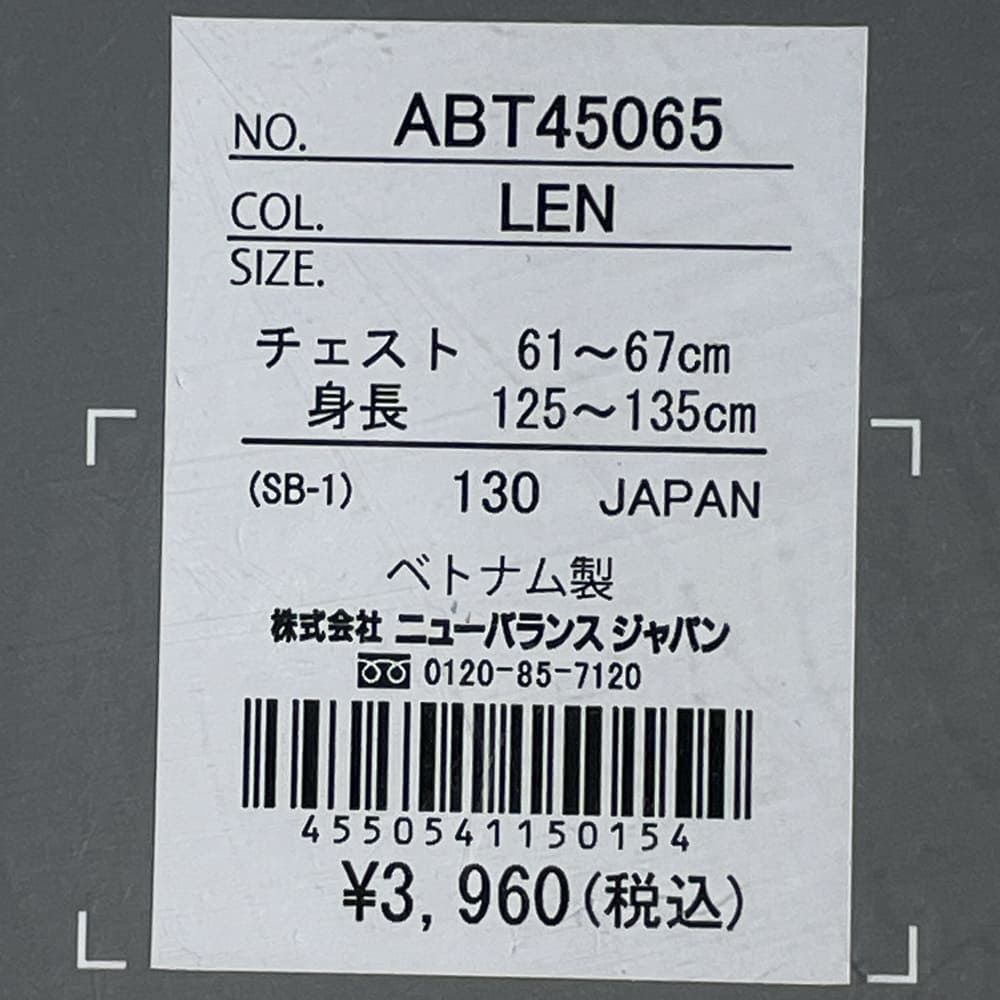 NO. ABT45065
COL. LEN
SIZE.
チェスト 61～67cm
身長 125～135cm
(SB-1) 130 JAPAN
ベトナム製
株式会社 ニューバランス ジャパン
0120-85-7120
4550541150154
¥3,960(税込)